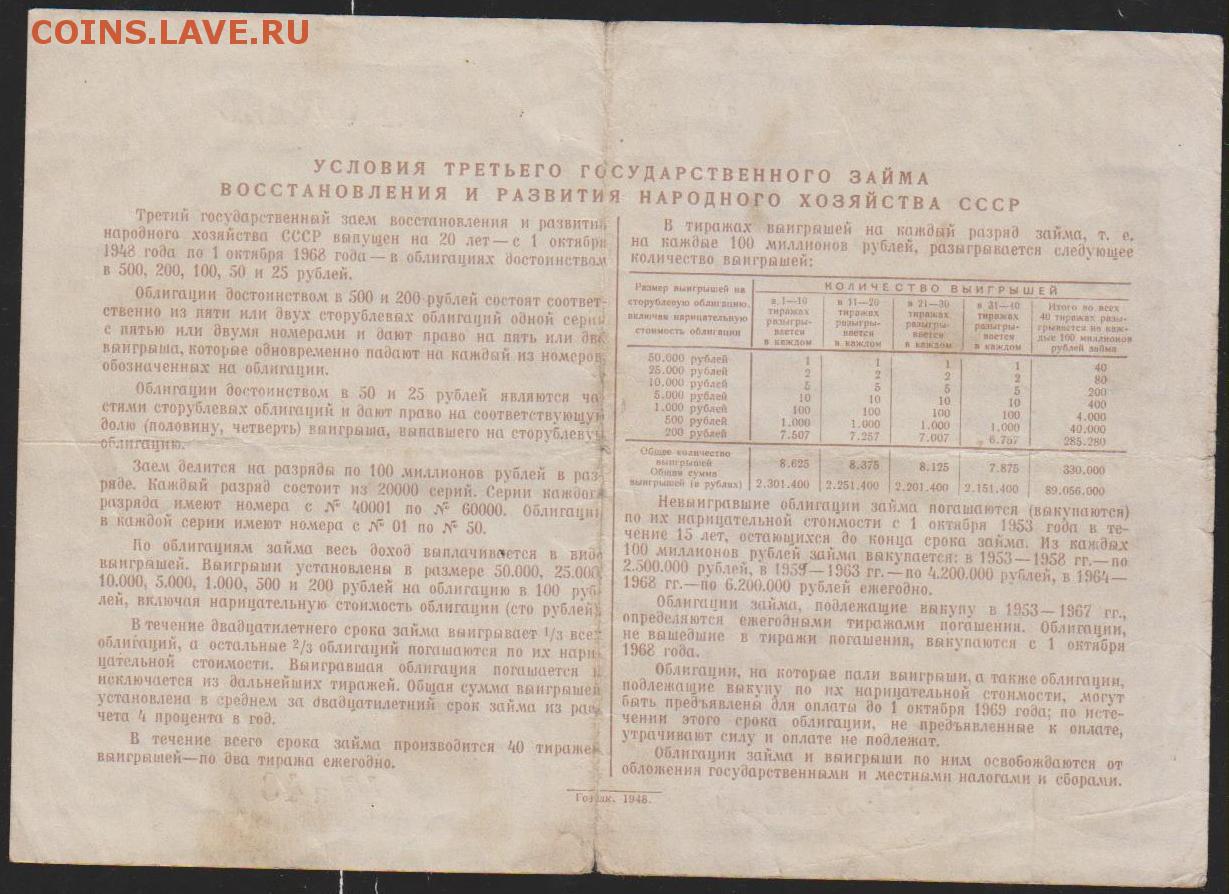 COINS.LAVE.RU
УСЛОВИЯ ТРЕТЬЕГО ГОСУДАРСТВЕННОГО ЗАЙМА
ВОССТАНОВЛЕНИЯ И РАЗВИТИЯ НАРОДНОГО ХОЗЯЙСТВА СССР
Третий государственный заем восстановления и развити
народного хозяйства СССР выпущен на 20 лет—с 1 октября
1948 года по 1 октября 1968 года—в облигациях достоинством
в 500, 200, 100, 50 и 25 рублей.
Облигации достоинством в 500 и 200 рублей состоят соответ-
ственно из пяти или двух сторублевых облигаций одной серии
с пятью или двумя номерами и дают право на пять или два
выигрыша, которые одновременно падают на каждый из номеров,
обозначенных на облигации.
Облигации достоинством в 50 и 25 рублей являются ча-
стями сторублевых облигаций и дают право на соответствующую
долю (половину, четверть) выигрыша, выпавшего на сторублевую
облигацию.
Заем делится на разряды по 100 миллионов рублей в раз-
ряде. Каждый разряд состоит из 20000 серий. Серии каждого
разряда имеют номера с № 40001 по № 60000. Облигации
в каждой серии имеют номера с № 01 по № 50.
По облигациям займа весь доход выплачивается в виде
выигрышей. Выигрыши установлены в размере 50.000, 25.000,
10.000, 5.000, 1.000, 500 и 200 рублей на облигацию в 100 руб-
лей, включая нарицательную стоимость облигации (сто рублей).
В течение двадцатилетнего срока займа выигрывает 1/3 всех
облигаций, а остальные 2/3 облигаций погашаются по их нари-
цательной стоимости. Выигравшая облигация погашается и
исключается из дальнейших тиражей. Общая сумма выигрышей
установлена в среднем за двадцатилетний срок займа из рас-
чета 4 процента в год.
В течение всего срока займа производится 40 тиражей
выигрышей—по два тиража ежегодно.
В тиражах выигрышей на каждый разряд займа, т. е.
на каждые 100 миллионов рублей, разыгрывается следующее
количество выигрышей:
Размер выигрышей на
сторублевую облигацию,
включая нарицательную
стоимость облигации
КОЛИЧЕСТВО ВЫИГРЫШЕЙ
в 1—10 тиражах разыгры-вается в каждом
в 11—20 тиражах разыгры-вается в каждом
в 21—30 тиражах разыгры-вается в каждом
в 31—40 тиражах разыгры-вается в каждом
Итого во всех 40 тиражах разы-грывается на каж-дые 100 миллионов рублей займа
50.000 рублей 1 1 1 1 40
25.000 рублей 2 2 2 2 80
10.000 рублей 5 5 5 5 200
5.000 рублей 10 10 10 10 400
1.000 рублей 100 100 100 100 4.000
500 рублей 1.000 1.000 1.000 1.000 40.000
200 рублей 7.507 7.257 7.007 6.757 285.280
Общее количество
выигрышей 8.625 8.375 8.125 7.875 330.000
Общая сумма
выигрышей (в рублях) 2.301.400 2.251.400 2.201.400 2.151.400 89.056.000
Невыигравшие облигации займа погашаются (выкупаются)
по их нарицательной стоимости с 1 октября 1953 года в те-
чение 15 лет, остающихся до конца срока займа. Из каждых
100 миллионов рублей займа выкупается: в 1953—1958 гг.—по
2.500.000 рублей, в 1959—1963 гг.—по 4.200.000 рублей, в 1964—
1968 гг.—по 6.200.000 рублей ежегодно.
Облигации займа, подлежащие выкупу в 1953—1967 гг.,
определяются ежегодными тиражами погашения. Облигации,
не вышедшие в тиражи погашения, выкупаются с 1 октября
1968 года.
Облигации, на которые пали выигрыши, а также облигации,
подлежащие выкупу по их нарицательной стоимости, могут
быть предъявлены для оплаты до 1 октября 1969 года; по исте-
чении этого срока облигации, не предъявленные к оплате,
утрачивают силу и оплате не подлежат.
Облигации займа и выигрыши по ним освобождаются от
обложения государственными и местными налогами и сборами.
Гознак. 1948.